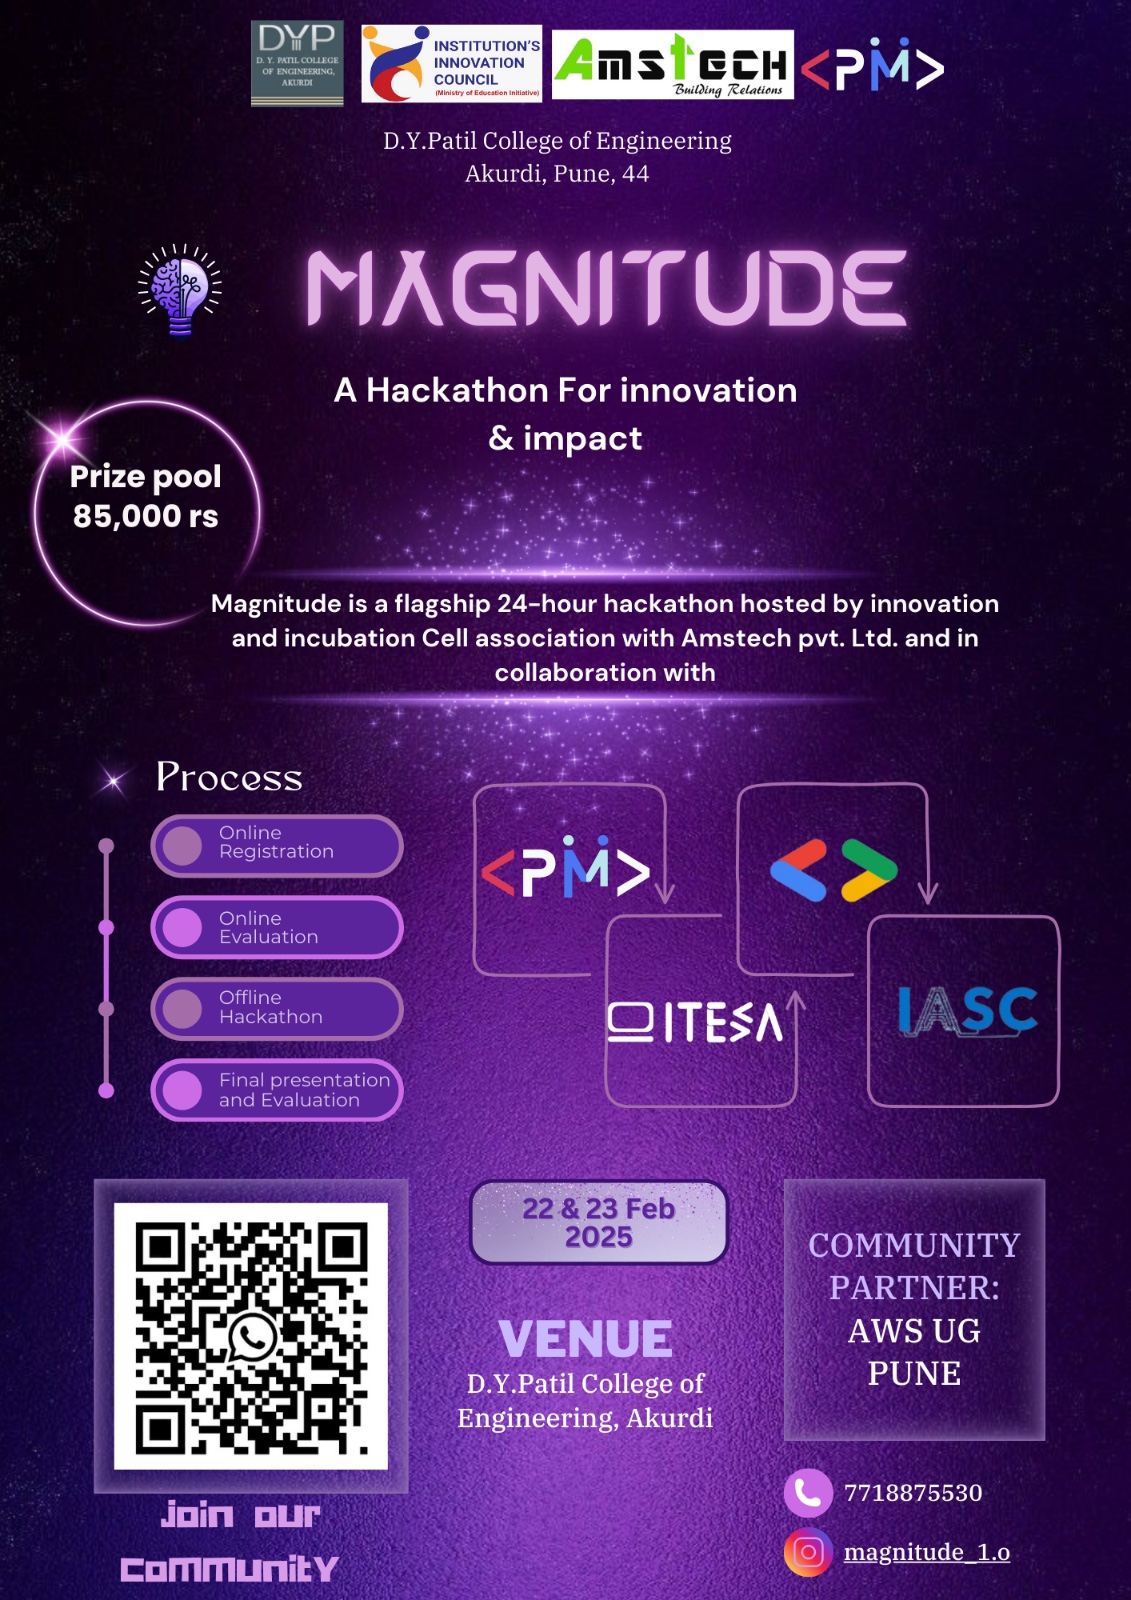 DYP
D. Y. PATIL COLLEGE
OF ENGINEERING,
AKURDI
INSTITUTION'S
INNOVATION
COUNCIL
(Ministry of Education Initiative)
Amstech
Building Relations
<PM>
D.Y.Patil College of Engineering
Akurdi, Pune, 44
MAGNITUDE
A Hackathon For innovation
& impact
Prize pool
85,000 rs
Magnitude is a flagship 24-hour hackathon hosted by innovation
and incubation Cell association with Amstech pvt. Ltd. and in
collaboration with
Process
Online
Registration
Online
Evaluation
Offline
Hackathon
Final presentation
and Evaluation
<PM>
ITESA
IASC
22 & 23 Feb
2025
VENUE
D.Y.Patil College of
Engineering, Akurdi
COMMUNITY
PARTNER:
AWS UG
PUNE
join our
community
7718875530
magnitude_1.o